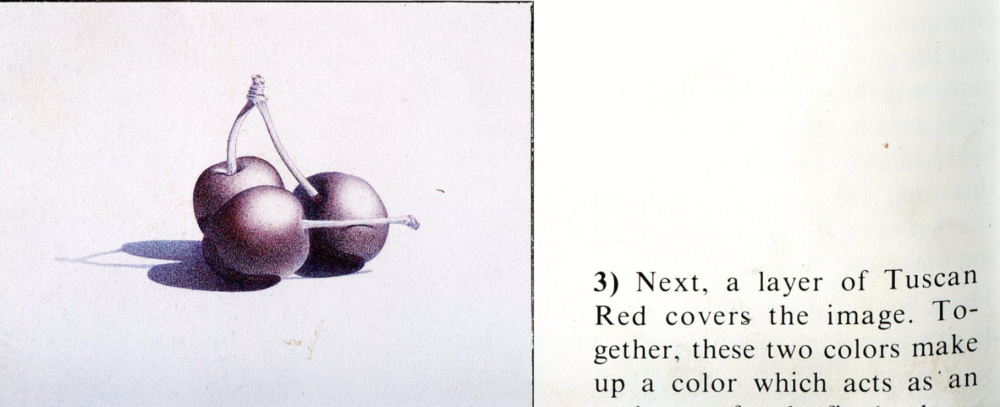 3) Next, a layer of Tuscan
Red covers the image. To-
gether, these two colors make
up a color which acts as an